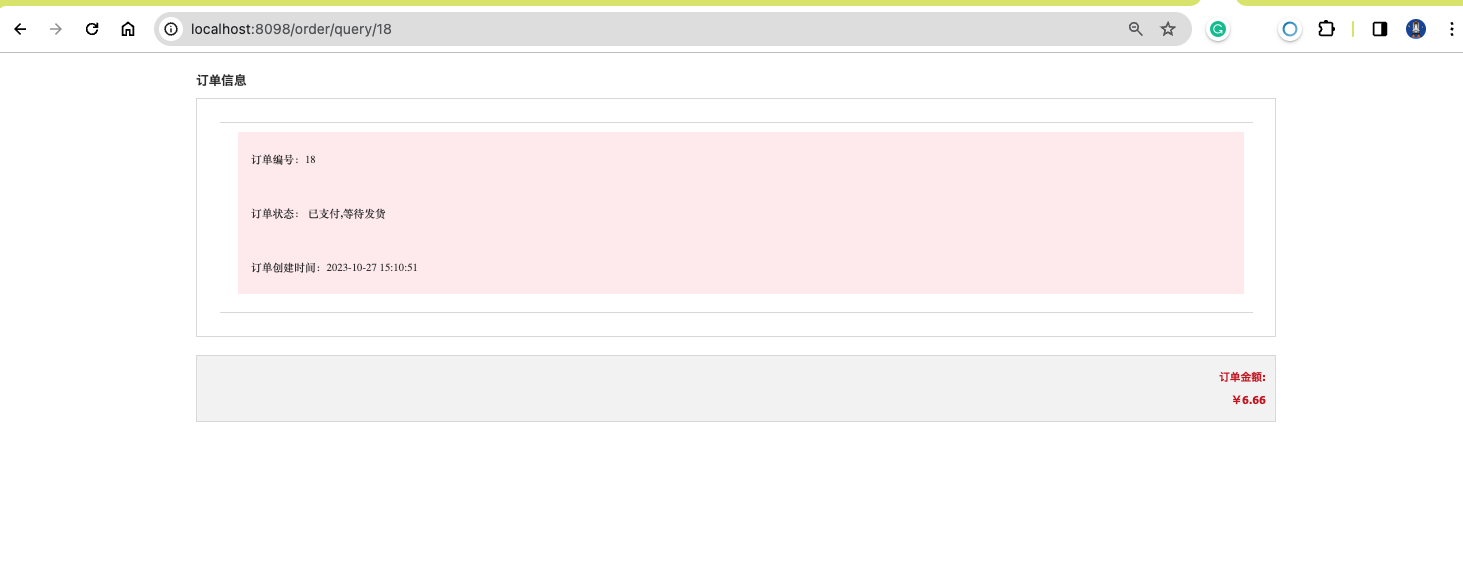 localhost:8098/order/query/18
订单信息
订单编号：18
订单状态： 已支付,等待发货
订单创建时间：2023-10-27 15:10:51
订单金额:
￥6.66